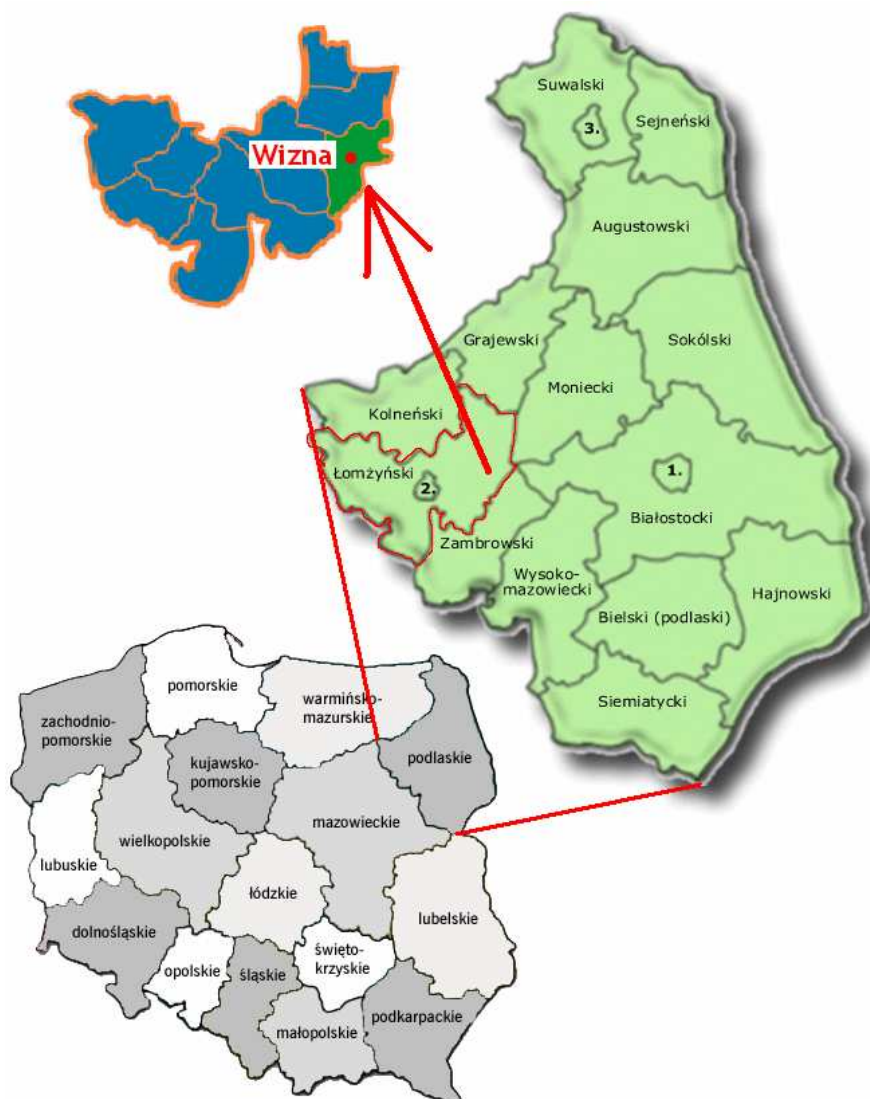 Wizna
Suwalski
3.
Sejneński
Augustowski
Grajewski
Sokólski
Moniecki
Kolneński
Łomżyński
2.
1.
Białostocki
Zambrowski
Wysoko-
mazowiecki
Hajnowski
Bielski (podlaski)
Siemiatycki
pomorskie
warmińsko-
mazurskie
zachodnio-
pomorskie
podlaskie
kujawsko-
pomorskie
mazowieckie
wielkopolskie
lubuskie
łódzkie
lubelskie
dolnośląskie
święto-
krzyskie
opolskie
śląskie
podkarpackie
małopolskie